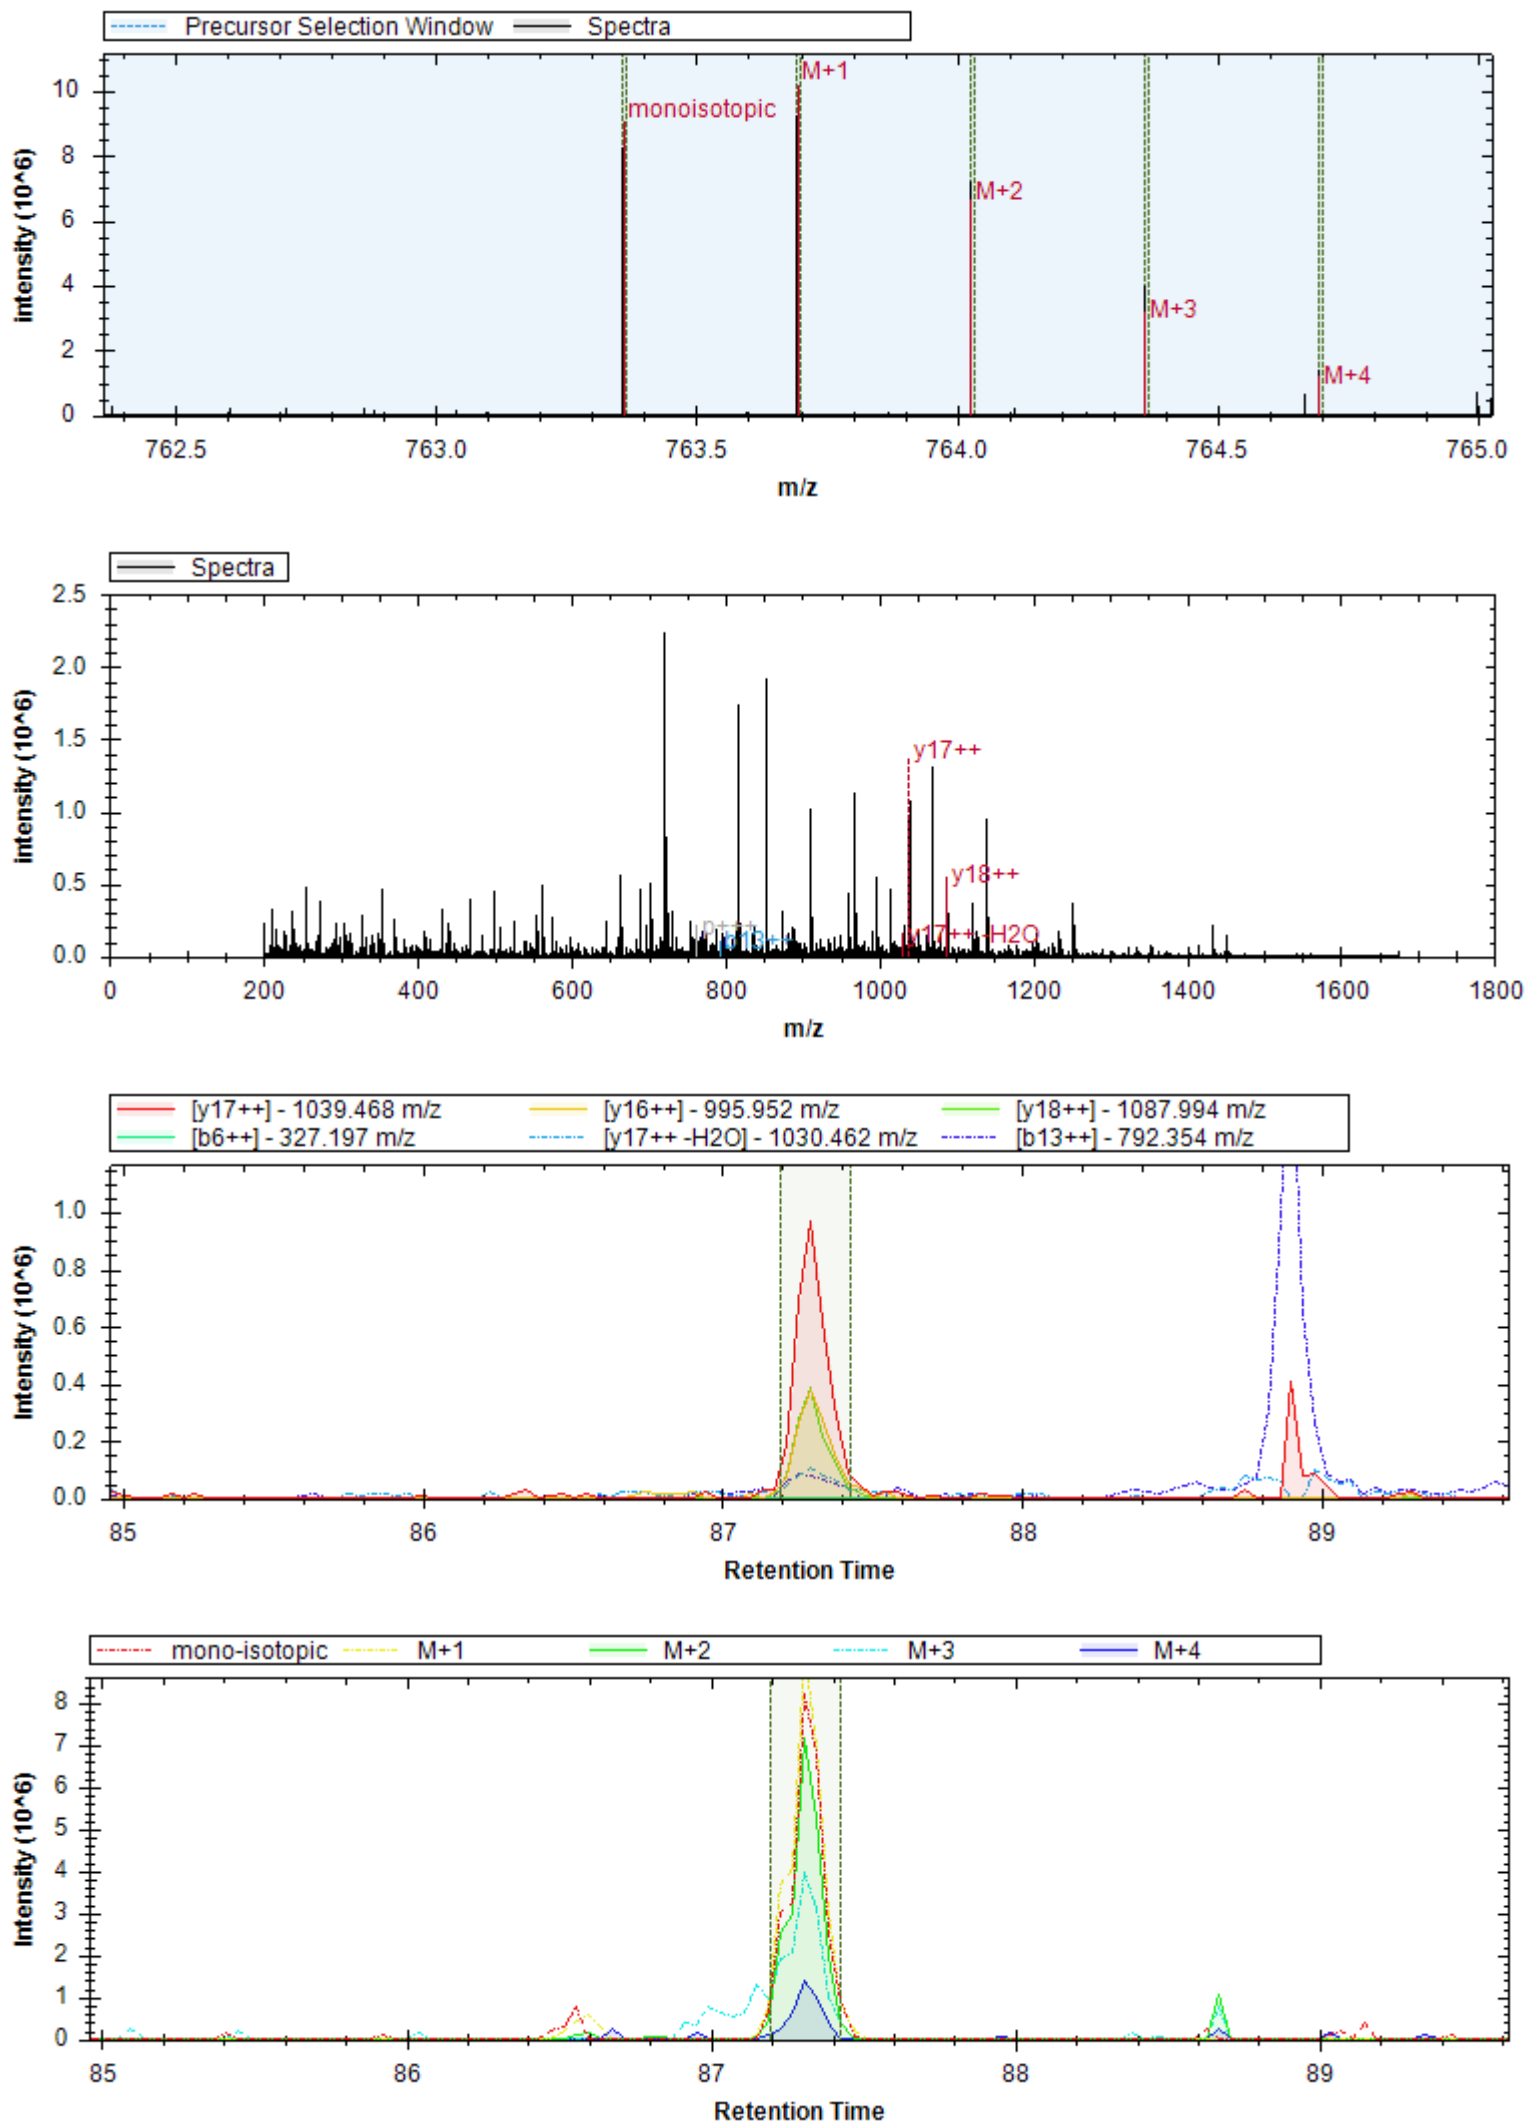 Precursor Selection Window Spectra
intensity (10^6)
10
8
6
4
2
0
monoisotopic
M+1
M+2
M+3
M+4
762.5 763.0 763.5 764.0 764.5 765.0
m/z
Spectra
intensity (10^6)
2.5
2.0
1.5
1.0
0.5
0.0
y17++
y18++
p+++
b13++
y17++ -H2O
0 200 400 600 800 1000 1200 1400 1600 1800
m/z
[y17++] - 1039.468 m/z [y16++] - 995.952 m/z [y18++] - 1087.994 m/z
[b6++] - 327.197 m/z [y17++ -H2O] - 1030.462 m/z [b13++] - 792.354 m/z
Intensity (10^6)
1.0
0.8
0.6
0.4
0.2
0.0
85 86 87 88 89
Retention Time
mono-isotopic M+1 M+2 M+3 M+4
Intensity (10^6)
8
7
6
5
4
3
2
1
0
85 86 87 88 89
Retention Time